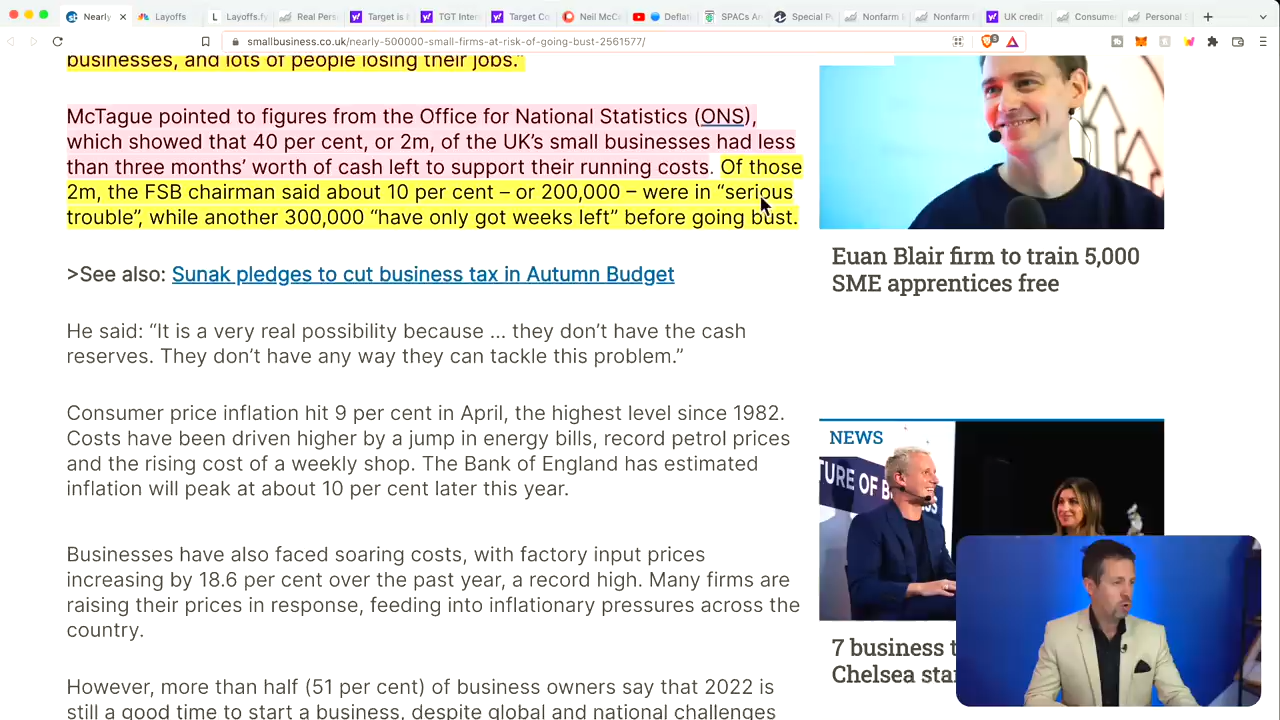 Nearly
Layoffs
Layoffs.fy
Real Pers
Target is
TGT Inter
Target Co
Neil McC
Deflat
SPACs Ar
Special P
Nonfarm
Nonfarm
UK credit
Consumer
Personal S
smallbusiness.co.uk/nearly-500000-small-firms-at-risk-of-going-bust-2561577/
businesses, and lots of people losing their jobs.”
McTague pointed to figures from the Office for National Statistics (ONS),
which showed that 40 per cent, or 2m, of the UK’s small businesses had less
than three months’ worth of cash left to support their running costs. Of those
2m, the FSB chairman said about 10 per cent – or 200,000 – were in “serious
trouble”, while another 300,000 “have only got weeks left” before going bust.
>See also: Sunak pledges to cut business tax in Autumn Budget
He said: “It is a very real possibility because … they don’t have the cash
reserves. They don’t have any way they can tackle this problem.”
Consumer price inflation hit 9 per cent in April, the highest level since 1982.
Costs have been driven higher by a jump in energy bills, record petrol prices
and the rising cost of a weekly shop. The Bank of England has estimated
inflation will peak at about 10 per cent later this year.
Businesses have also faced soaring costs, with factory input prices
increasing by 18.6 per cent over the past year, a record high. Many firms are
raising their prices in response, feeding into inflationary pressures across the
country.
However, more than half (51 per cent) of business owners say that 2022 is
still a good time to start a business, despite global and national challenges
Euan Blair firm to train 5,000
SME apprentices free
NEWS
TURE OF B
7 business t
Chelsea sta